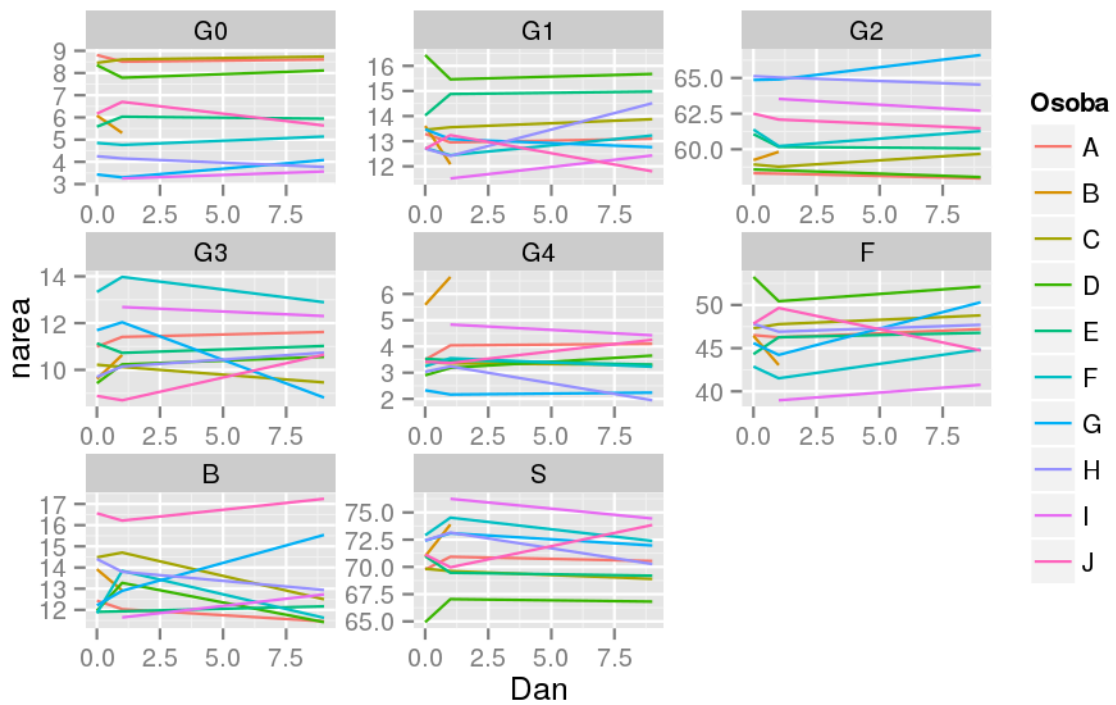 G0 G1 G2
9
8
7
6
5
4
3
16
15
14
13
12
65.0
62.5
60.0
0.0 2.5 5.0 7.5 0.0 2.5 5.0 7.5 0.0 2.5 5.0 7.5
G3 G4 F
14
12
10
6
5
4
3
2
50
45
40
0.0 2.5 5.0 7.5 0.0 2.5 5.0 7.5 0.0 2.5 5.0 7.5
B S
17
16
15
14
13
12
75.0
72.5
70.0
67.5
65.0
0.0 2.5 5.0 7.5 0.0 2.5 5.0 7.5
narea
Dan
Osoba
A
B
C
D
E
F
G
H
I
J